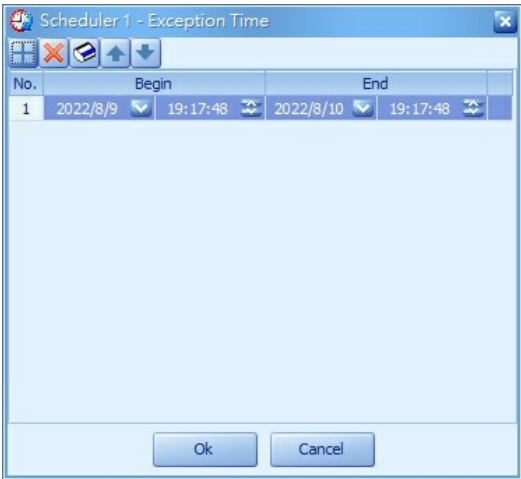 Scheduler 1 - Exception Time
No. Begin End
1 2022/8/9 19:17:48 2022/8/10 19:17:48
Ok Cancel